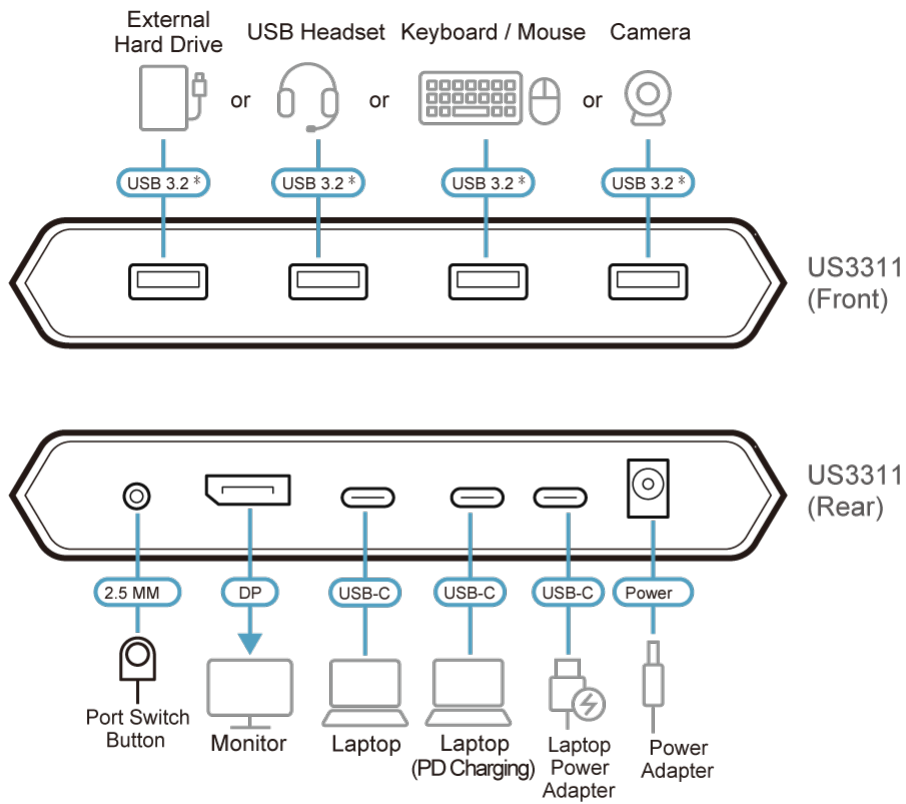 External
Hard Drive
USB Headset
Keyboard / Mouse
Camera
or
or
or
USB 3.2 *
USB 3.2 *
USB 3.2 *
USB 3.2 *
US3311
(Front)
US3311
(Rear)
2.5 MM
DP
USB-C
USB-C
USB-C
Power
Port Switch
Button
Monitor
Laptop
Laptop
(PD Charging)
Laptop
Power
Adapter
Power
Adapter